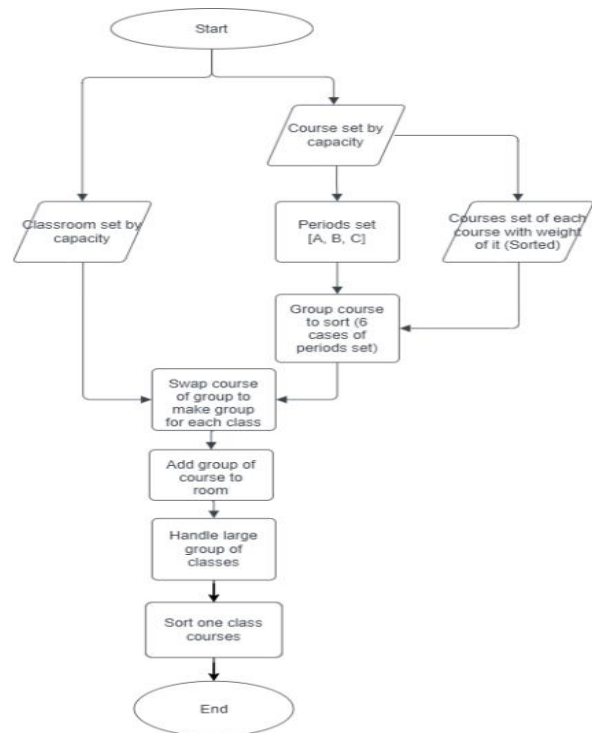 Start
Course set by
capacity
Classroom set by
capacity
Periods set
[A, B, C]
Courses set of each
course with weight
of it (Sorted)
Group course
to sort (6
cases of
periods set)
Swap course
of group to
make group
for each class
Add group of
course to
room
Handle large
group of
classes
Sort one class
courses
End